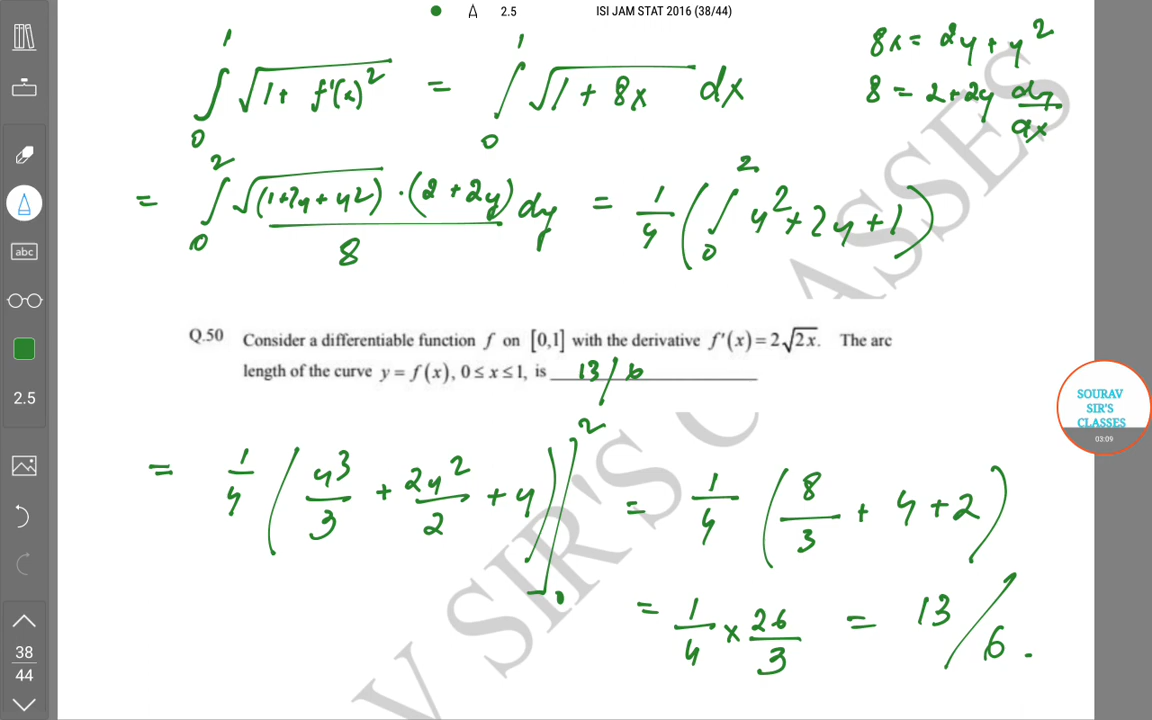 2.5 ISI JAM STAT 2016 (38/44)
∫₀¹ √(1 + f'(x)²) = ∫₀¹ √(1 + 8x) dx
8x = 2y + y²
8 = 2 + 2y dy/dx
= ∫₀² √(1+2y+y²) · (2+2y)/8 dy = 1/4 (∫₀² y² + 2y + 1)
Q.50 Consider a differentiable function f on [0,1] with the derivative f'(x) = 2√2x. The arc
length of the curve y = f(x), 0 ≤ x ≤ 1, is 13/6
= 1/4 (y³/3 + 2y²/2 + y)]₀² = 1/4 (8/3 + 4 + 2)
= 1/4 × 26/3 = 13/6.
abc
2.5
38
44
SOURAV
SIR'S
CLASSES
03:09
V SIR'S C
ASSES